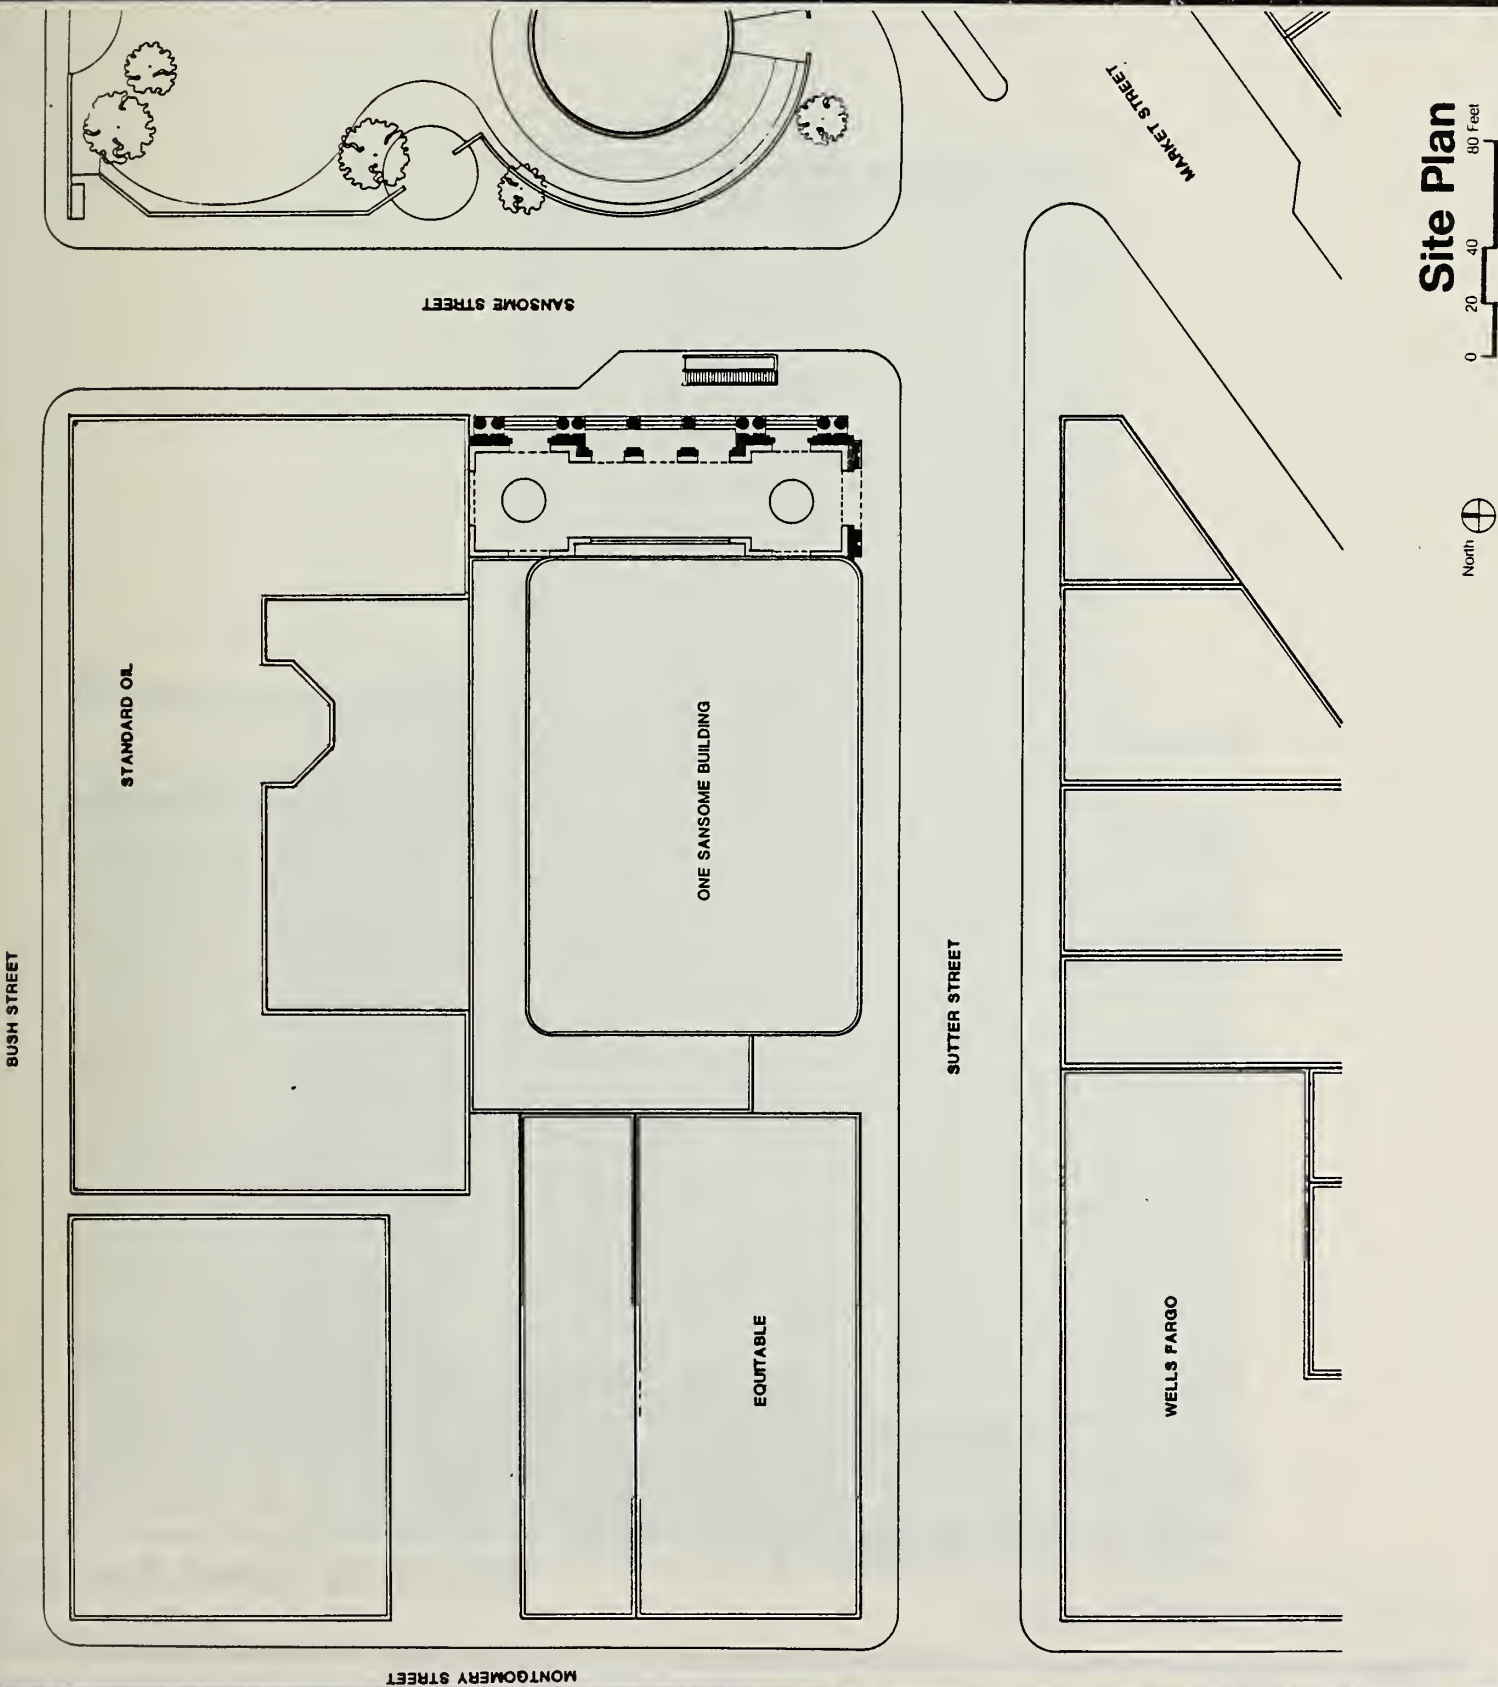 BUSH STREET
STANDARD OIL
SANSOME STREET
ONE SANSOME BUILDING
EQUITABLE
MONTGOMERY STREET
SUTTER STREET
MARKET STREET
WELLS FARGO
Site Plan
0 20 40 80 Feet
North